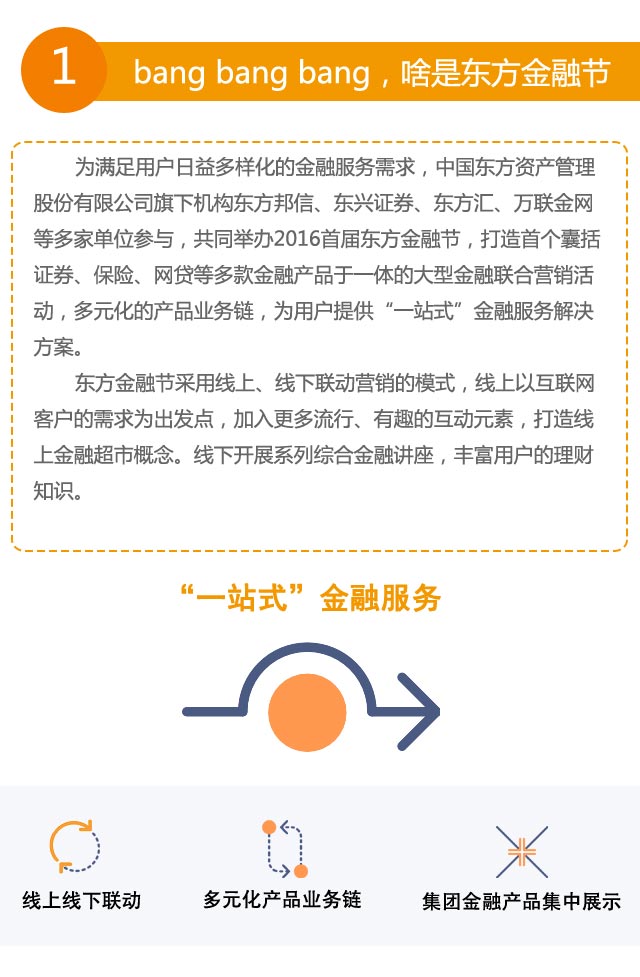 1
bang bang bang，啥是东方金融节
为满足用户日益多样化的金融服务需求，中国东方资产管理
股份有限公司旗下机构东方邦信、东兴证券、东方汇、万联金网
等多家单位参与，共同举办2016首届东方金融节，打造首个囊括
证券、保险、网贷等多款金融产品于一体的大型金融联合营销活
动，多元化的产品业务链，为用户提供“一站式”金融服务解决
方案。
东方金融节采用线上、线下联动营销的模式，线上以互联网
客户的需求为出发点，加入更多流行、有趣的互动元素，打造线
上金融超市概念。线下开展系列综合金融讲座，丰富用户的理财
知识。
“一站式”金融服务
线上线下联动
多元化产品业务链
集团金融产品集中展示